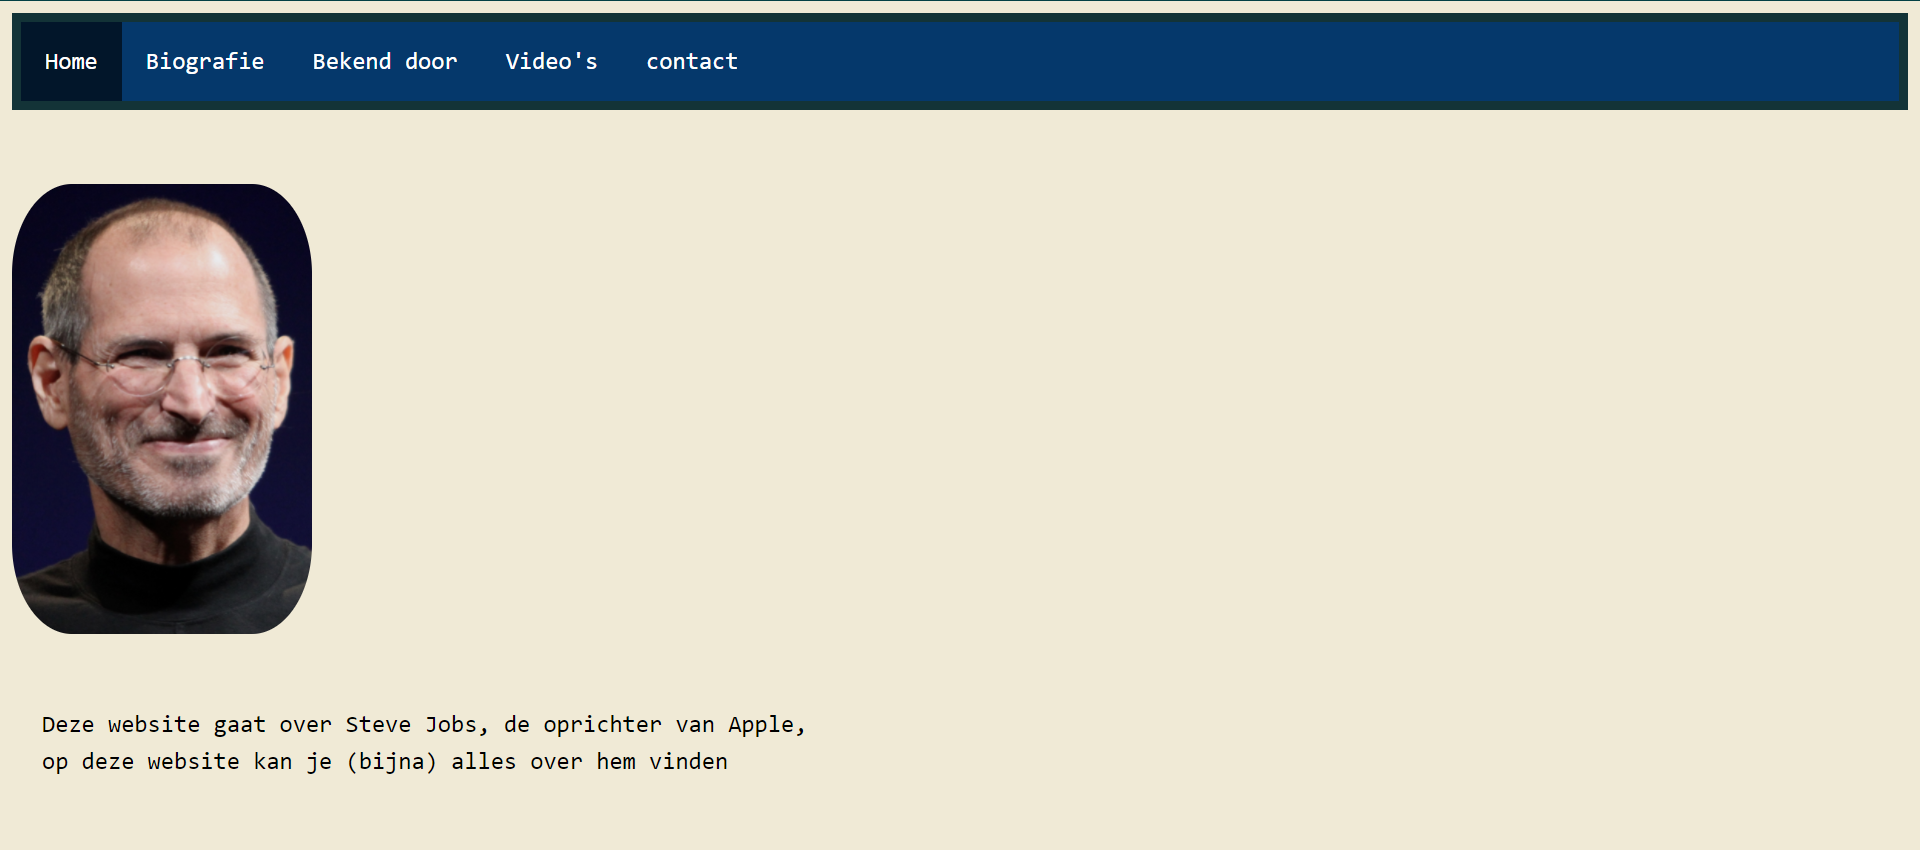 Home Biografie Bekend door Video's contact
Deze website gaat over Steve Jobs, de oprichter van Apple,
op deze website kan je (bijna) alles over hem vinden